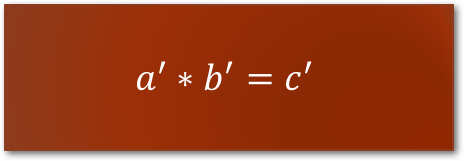 a′ ∗ b′ = c′